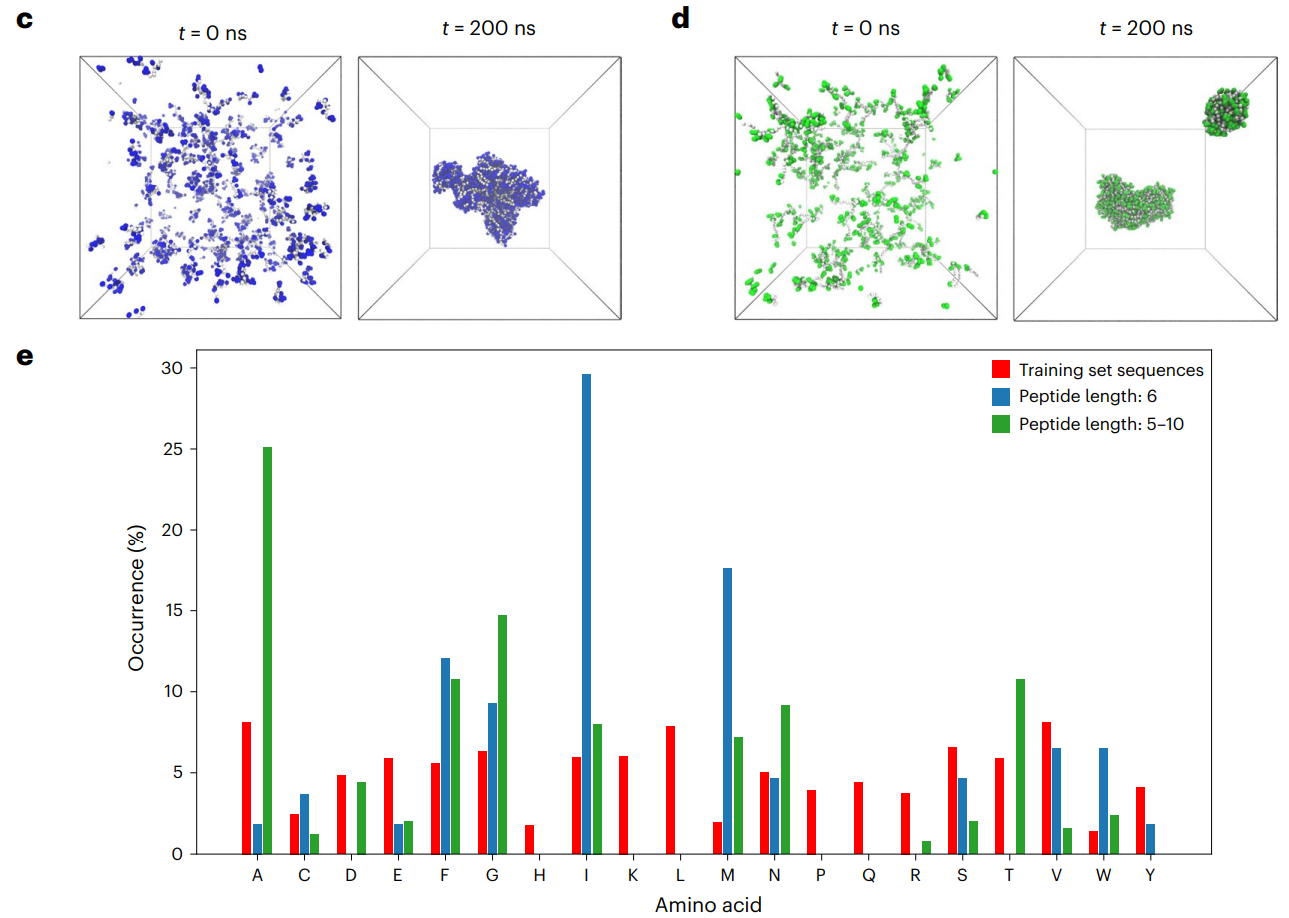 c
t = 0 ns
t = 200 ns
d
t = 0 ns
t = 200 ns
e
30
25
20
15
10
5
0
Occurrence (%)
Training set sequences
Peptide length: 6
Peptide length: 5–10
A C D E F G H I K L M N P Q R S T V W Y
Amino acid